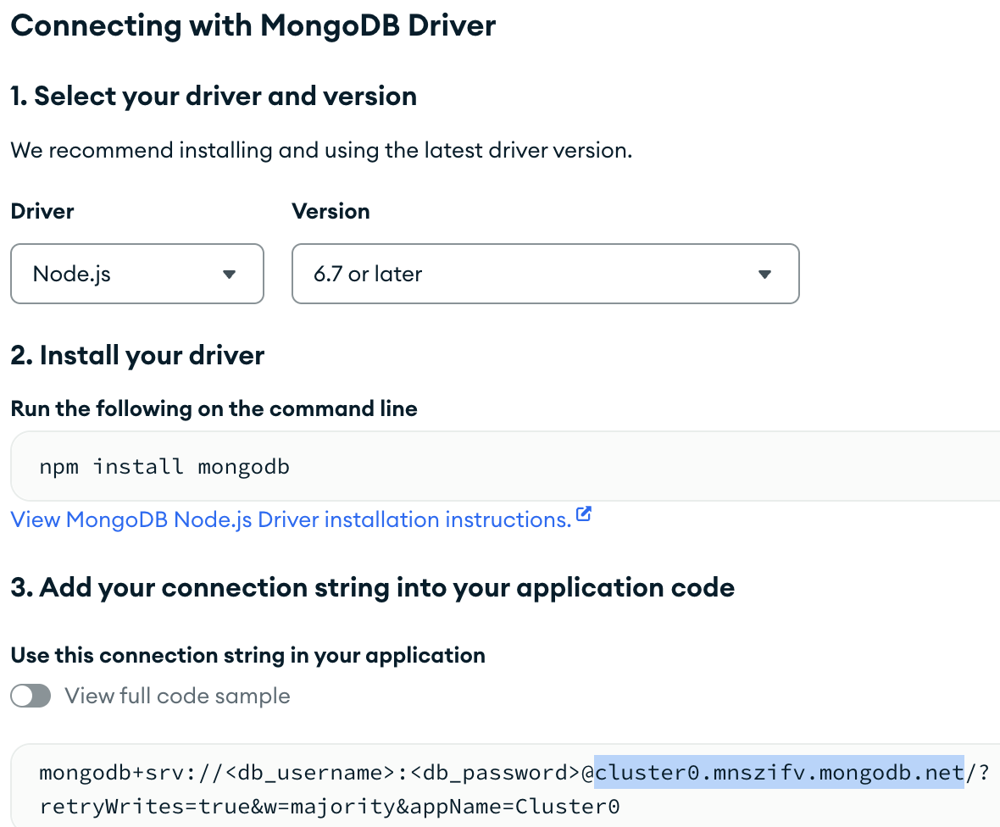 Connecting with MongoDB Driver
1. Select your driver and version
We recommend installing and using the latest driver version.
Driver Version
Node.js 6.7 or later
2. Install your driver
Run the following on the command line
npm install mongodb
View MongoDB Node.js Driver installation instructions.
3. Add your connection string into your application code
Use this connection string in your application
View full code sample
mongodb+srv://<db_username>:<db_password>@cluster0.mnszifv.mongodb.net/?
retryWrites=true&w=majority&appName=Cluster0